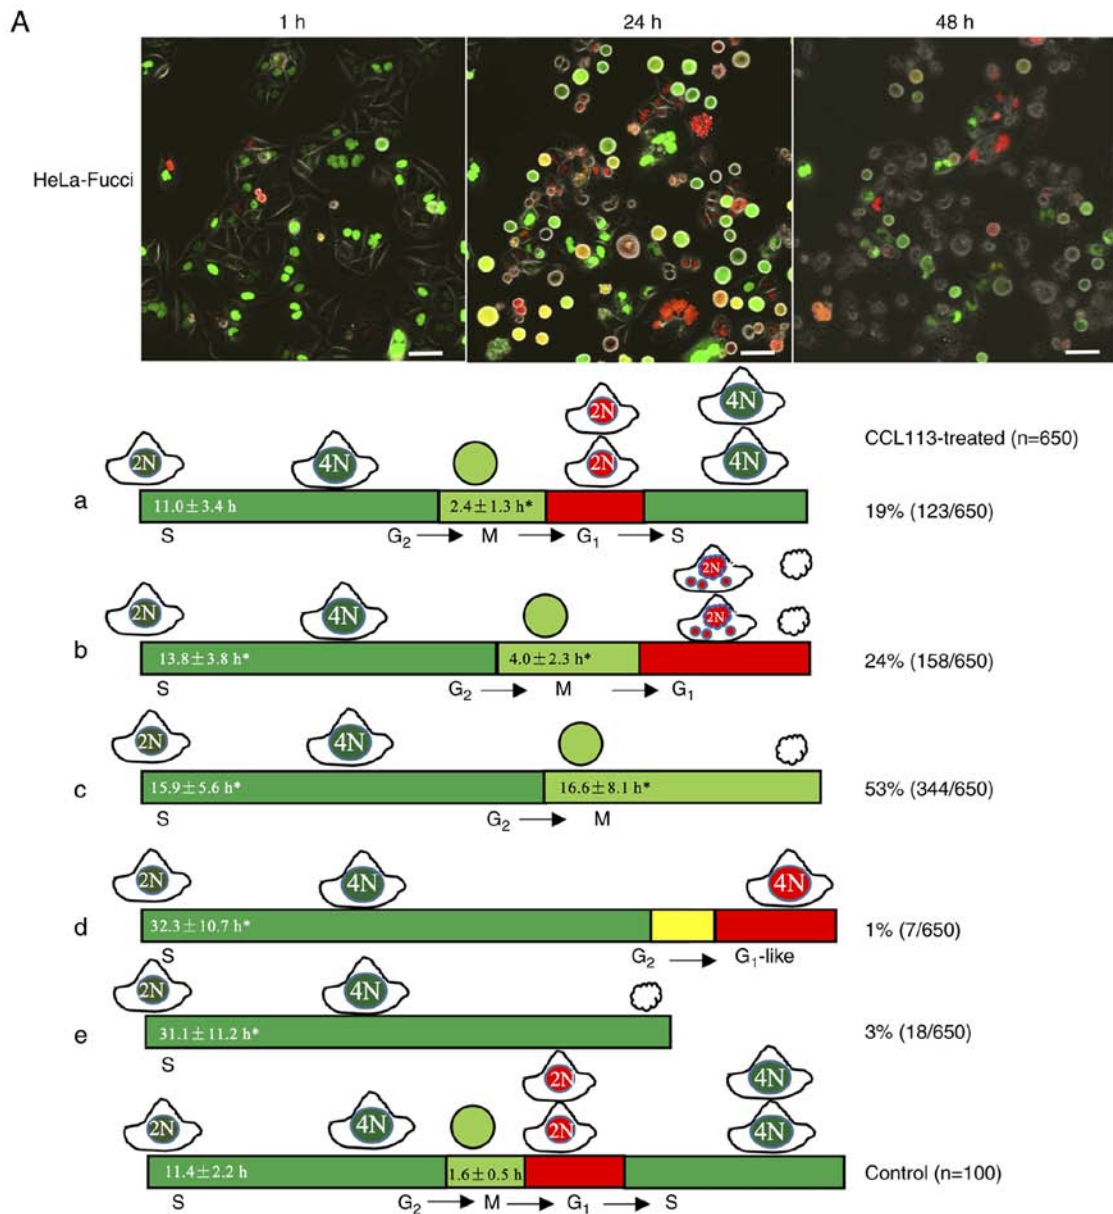 A
1 h 24 h 48 h
HeLa-Fucci
2N 4N 2N 4N
CCL113-treated (n=650)
2N 4N
a 11.0±3.4 h 2.4±1.3 h* 19% (123/650)
S G₂ M G₁ S
2N
2N 4N 2N
b 13.8±3.8 h* 4.0±2.3 h* 24% (158/650)
S G₂ M G₁
2N 4N
c 15.9±5.6 h* 16.6±8.1 h* 53% (344/650)
S G₂ M
2N 4N 4N
d 32.3±10.7 h* 1% (7/650)
S G₂ G₁-like
2N 4N
e 31.1±11.2 h* 3% (18/650)
S
2N 4N
2N 4N 2N 4N
11.4±2.2 h 1.6±0.5 h Control (n=100)
S G₂ M G₁ S